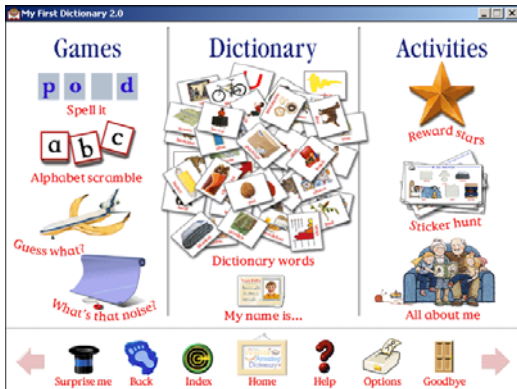 My First Dictionary 2.0
Games
Dictionary
Activities
p o d
Spell it
a b c
Alphabet scramble
Guess what?
What's that noise?
Dictionary words
My name is...
Reward stars
Sticker hunt
All about me
Surprise me
Back
Index
Home
Help
Options
Goodbye